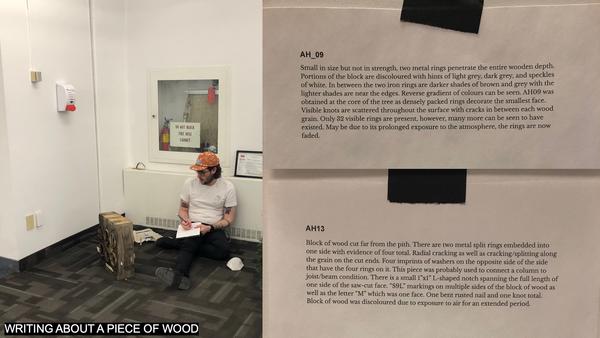 DO NOT BLOCK
FIRE HOSE
CABINET
WRITING ABOUT A PIECE OF WOOD
AH_09
Small in size but not in strength, two metal rings penetrate the entire wooden depth.
Portions of the block are discoloured with hints of light grey, dark grey, and speckles
of white. In between the two iron rings are darker shades of brown and grey with the
lighter shades are near the edges. Reverse gradient of colours can be seen. AH09 was
obtained at the core of the tree as densely packed rings decorate the smallest face.
Visible knots are scattered throughout the surface with cracks in between each wood
grain. Only 32 visible rings are present, however, many more can be seen to have
existed. May be due to its prolonged exposure to the atmosphere, the rings are now
faded.
AH13
Block of wood cut far from the pith. There are two metal split rings embedded into
one side with evidence of four total. Radial cracking as well as cracking/splitting along
the grain on the cut ends. Four imprints of washers on the opposite side of the side
that have the four rings on it. This piece was probably used to connect a column to
joist/beam condition. There is a small 1"x1" L-shaped notch spanning the full length of
one side of the saw-cut face. "S9L" markings on multiple sides of the block of wood as
well as the letter "M" which was one face. One bent rusted nail and one knot total.
Block of wood was discoloured due to exposure to air for an extended period.